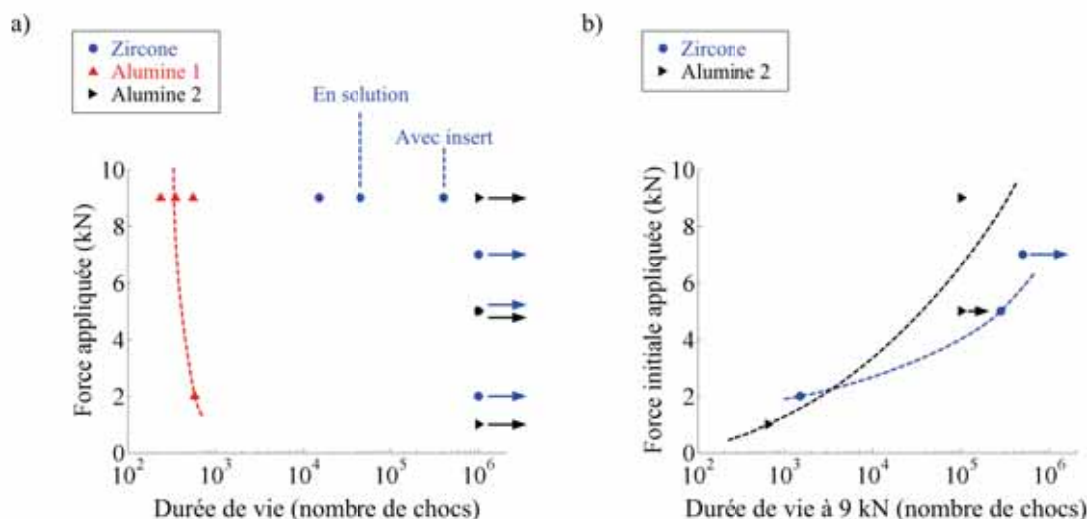 a)
Zircone
Alumine 1
Alumine 2
En solution
Avec insert
Force appliquée (kN)
10
8
6
4
2
0
10²
10³
10⁴
10⁵
10⁶
Durée de vie (nombre de chocs)
b)
Zircone
Alumine 2
Force initiale appliquée (kN)
10
8
6
4
2
0
10²
10³
10⁴
10⁵
10⁶
Durée de vie à 9 kN (nombre de chocs)